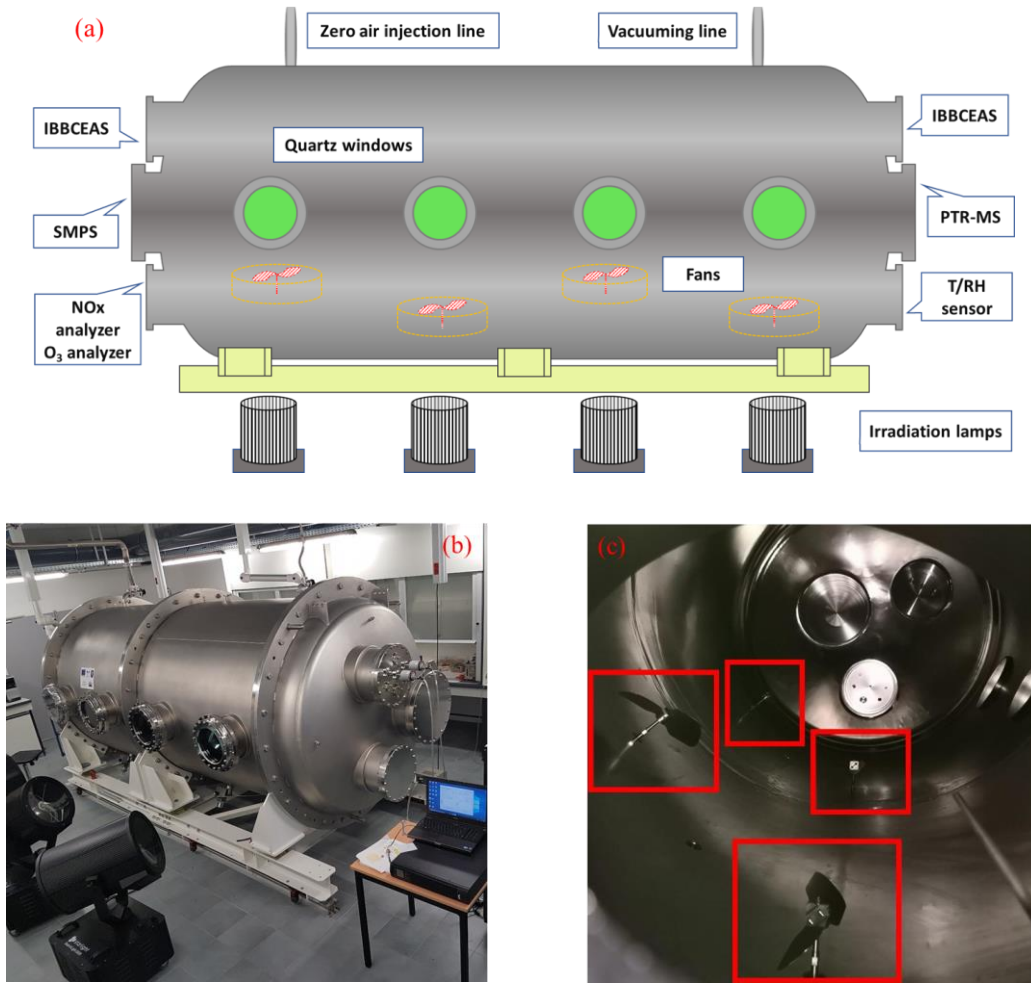 (a)
Zero air injection line
Vacuuming line
IBBCEAS
IBBCEAS
Quartz windows
SMPS
PTR-MS
Fans
NOx
analyzer
O₃ analyzer
T/RH
sensor
Irradiation lamps
(b)
(c)